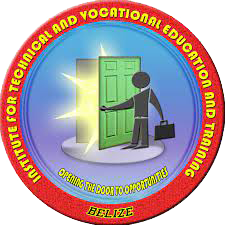 INSTITUTE FOR TECHNICAL AND VOCATIONAL EDUCATION AND TRAINING
OPENING THE DOOR TO OPPORTUNITIES
BELIZE